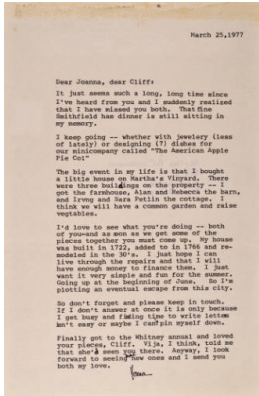 March 25, 1977
Dear Joanna, dear Cliff:
It just seems such a long, long time since
I've heard from you and I suddenly realized
that I have missed you both. That fine
Smithfield ham dinner is still sitting in
my memory.
I keep going -- whether with jewelery (less
of lately) or designing (7) dishes for
our minicompany called "The American Apple
Pie Co!"
The big event in my life is that I bought
a little house on Martha's Vinyard. There
were three buildings on the property -- I
got the farmhouse, Alan and Rebecca the barn,
and Irvng and Sara Petlin the cottage. I
think we will have a common garden and raise
vegtables.
I'd love to see what you're doing -- both
of you—and as moon as we get some of the
pieces together you must come up. My house
was built in 1722, added to in 1766 and re-
modeled in the 30's. I just hope I can
live through the repairs and that I will
have enough money to finance them. I just
want it very simple and fun for the summer.
Going up at the beginning of June. So I'm
plotting an eventual escape from this city.
So don't forget and please keep in touch.
If I don't answer at once it is only because
I get busy and finding time to write letters
isn't easy or maybe I can pin myself down.
Finally got to the Whitney annual and loved
your pieces, Cliff. Vija, I think, told me
that she'd seen you there. Anyway, I look
forward to seeing new ones and I send you
both my love.